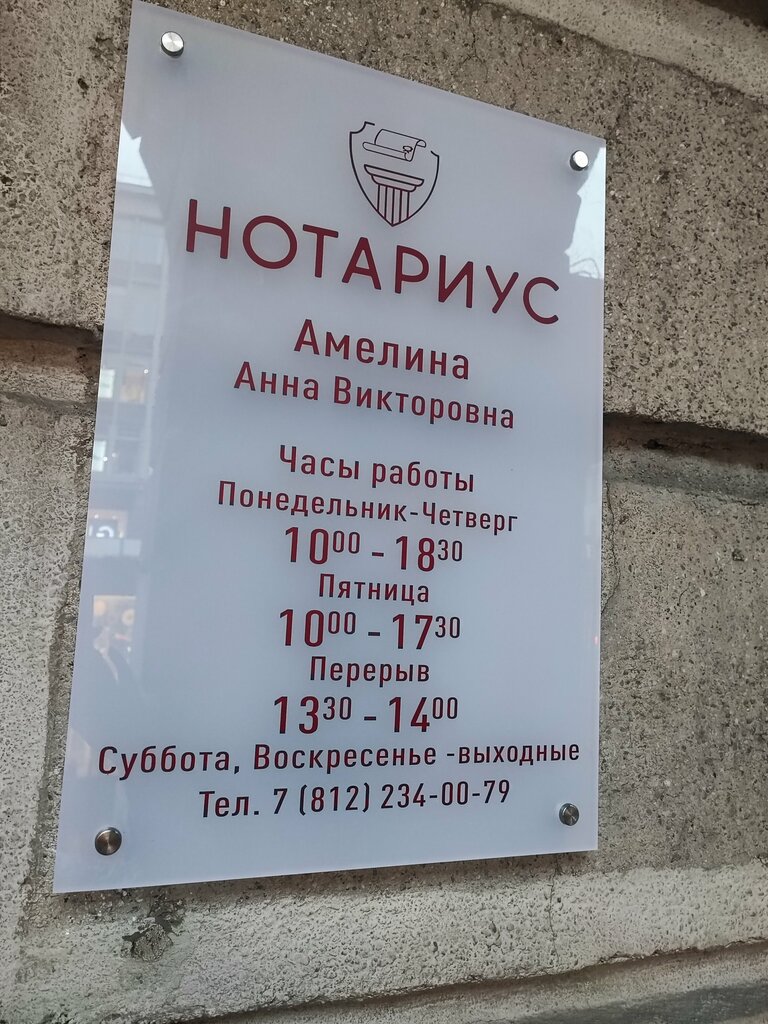 НОТАРИУС
Амелина
Анна Викторовна
Часы работы
Понедельник-Четверг
10⁰⁰ - 18³⁰
Пятница
10⁰⁰ - 17³⁰
Перерыв
13³⁰ - 14⁰⁰
Суббота, Воскресенье -выходные
Тел. 7 (812) 234-00-79